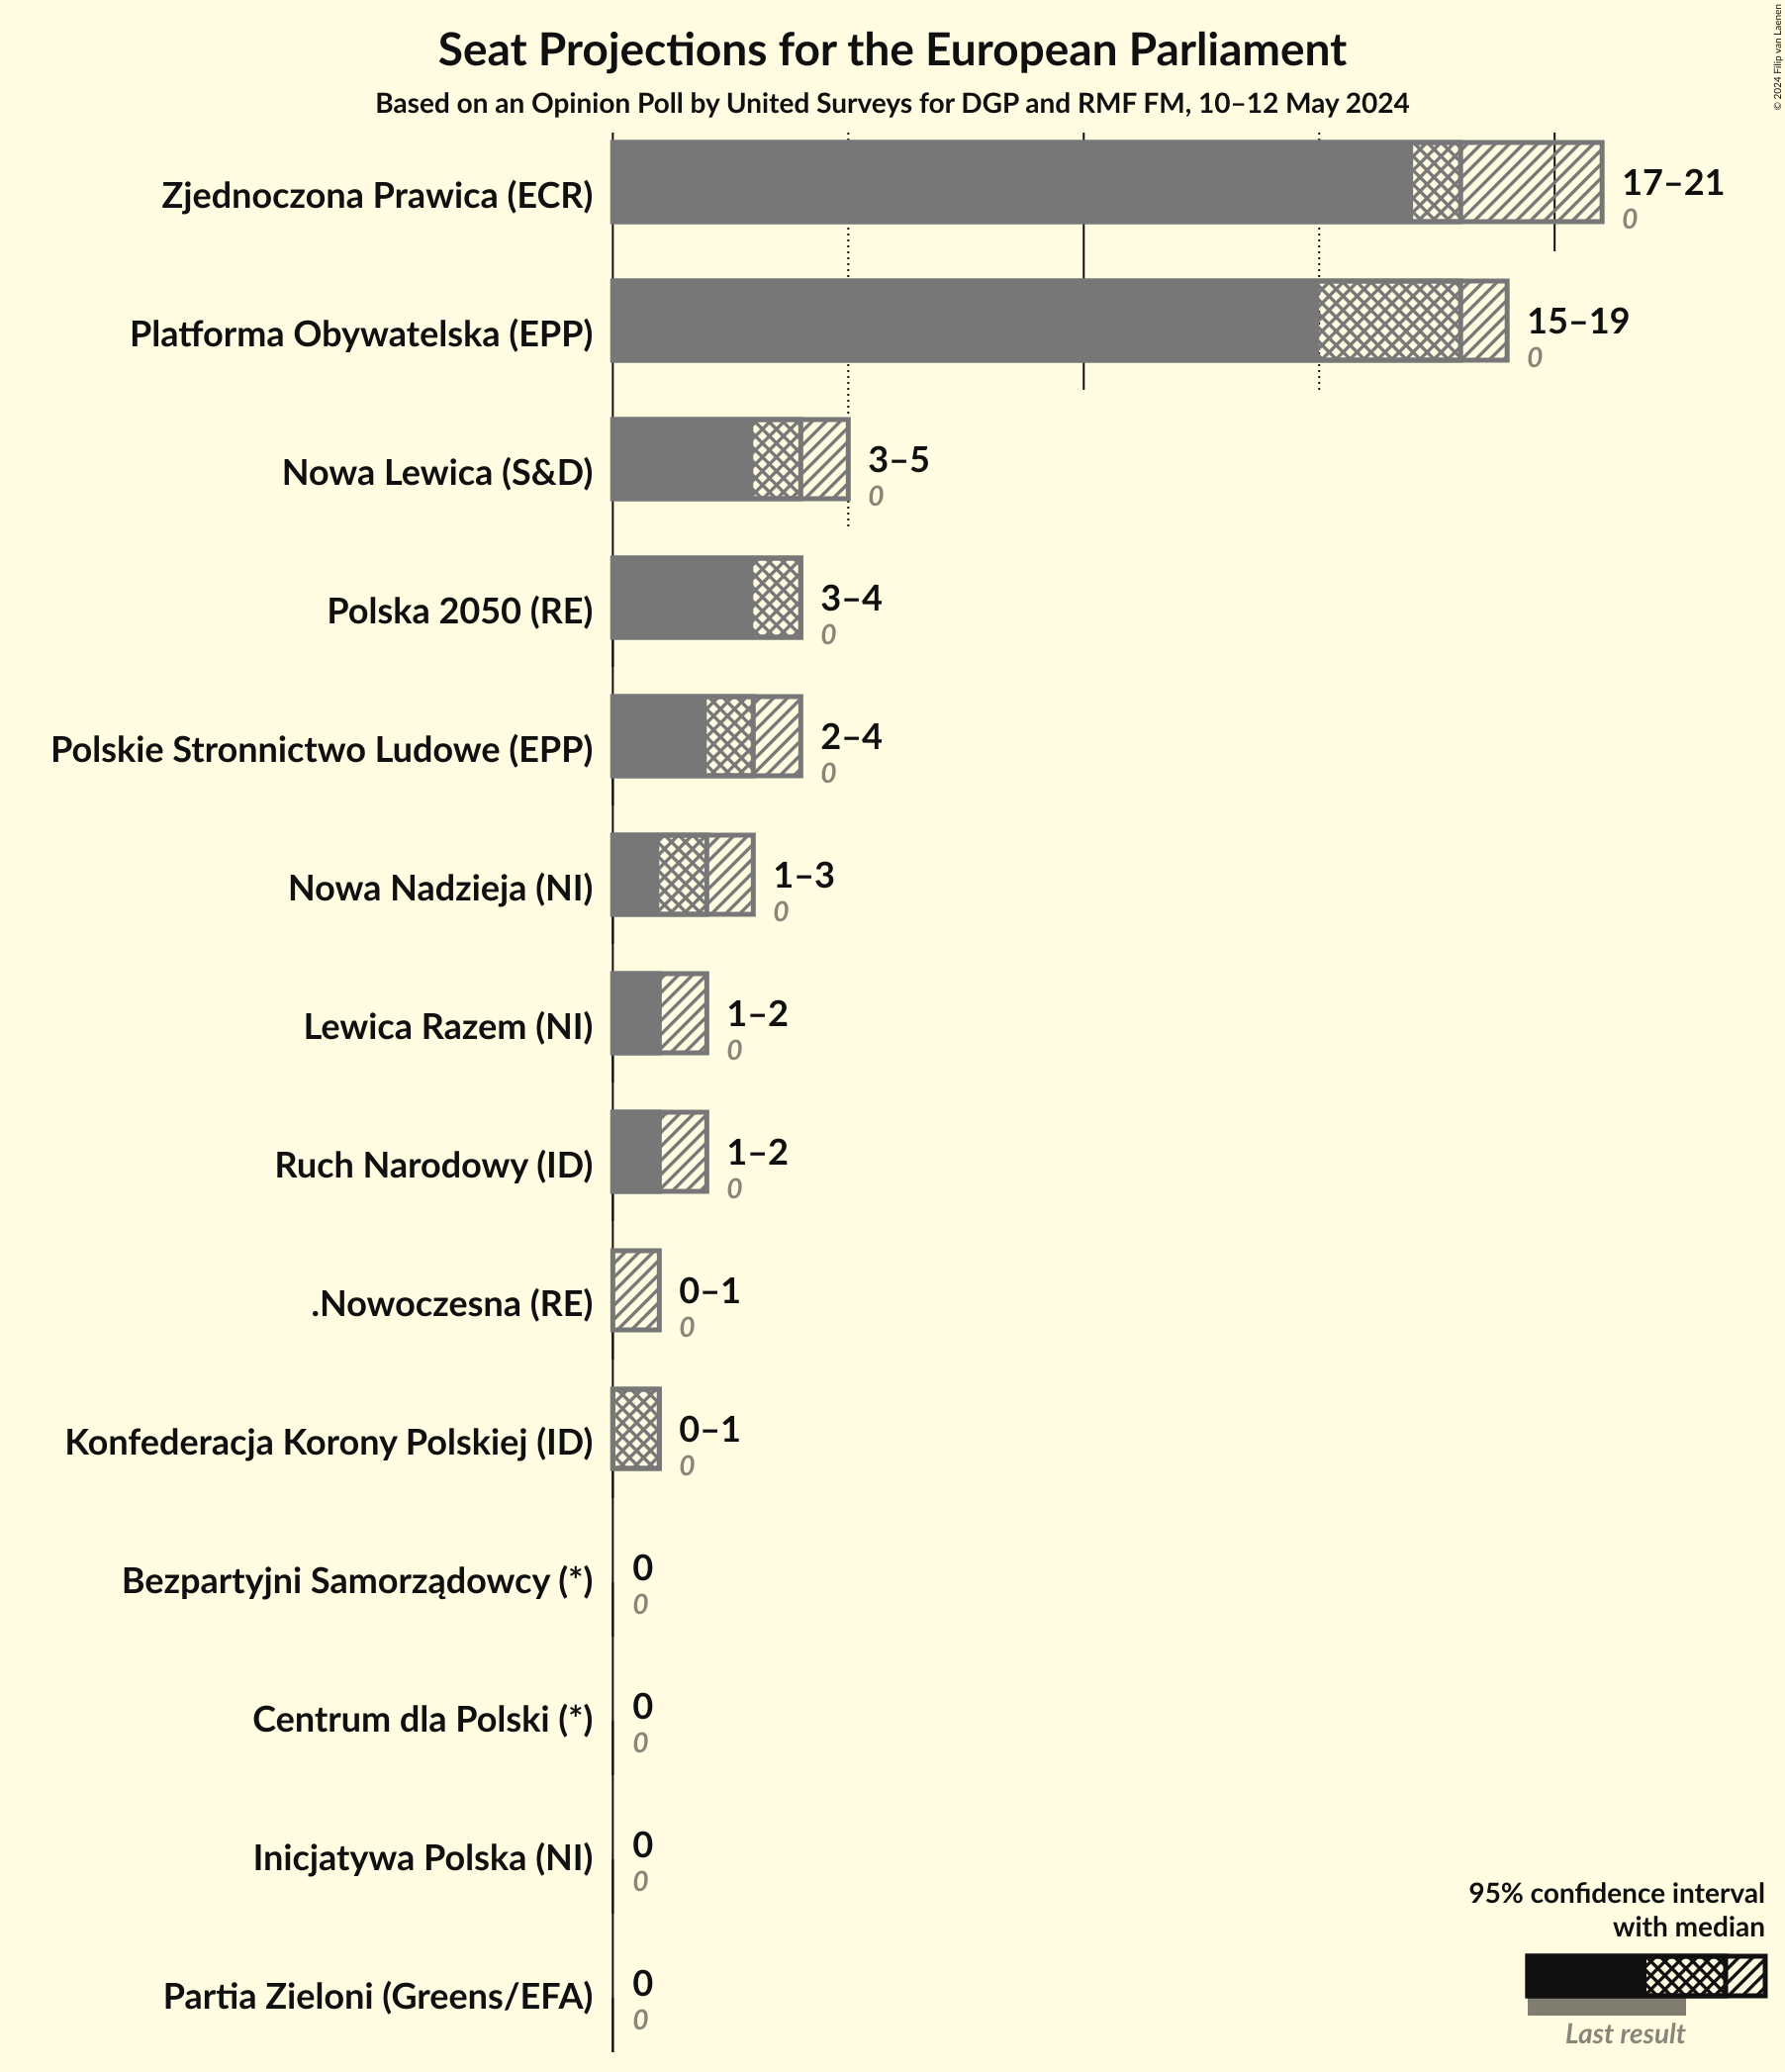 Seat Projections for the European Parliament
Based on an Opinion Poll by United Surveys for DGP and RMF FM, 10–12 May 2024
© 2024 Filip van Laenen
Zjednoczona Prawica (ECR)
17–21
0
Platforma Obywatelska (EPP)
15–19
0
Nowa Lewica (S&D)
3–5
0
Polska 2050 (RE)
3–4
0
Polskie Stronnictwo Ludowe (EPP)
2–4
0
Nowa Nadzieja (NI)
1–3
0
Lewica Razem (NI)
1–2
0
Ruch Narodowy (ID)
1–2
0
.Nowoczesna (RE)
0–1
0
Konfederacja Korony Polskiej (ID)
0–1
0
Bezpartyjni Samorządowcy (*)
0
0
Centrum dla Polski (*)
0
0
Inicjatywa Polska (NI)
0
0
Partia Zieloni (Greens/EFA)
0
0
95% confidence interval
with median
Last result